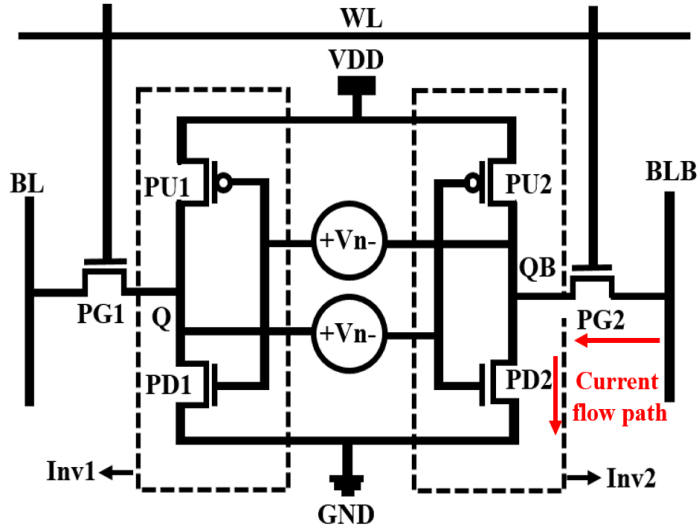 WL
VDD
BL
PU1
PU2
BLB
+Vn-
QB
PG1
Q
+Vn-
PG2
PD1
PD2
Current
flow path
Inv1
Inv2
GND